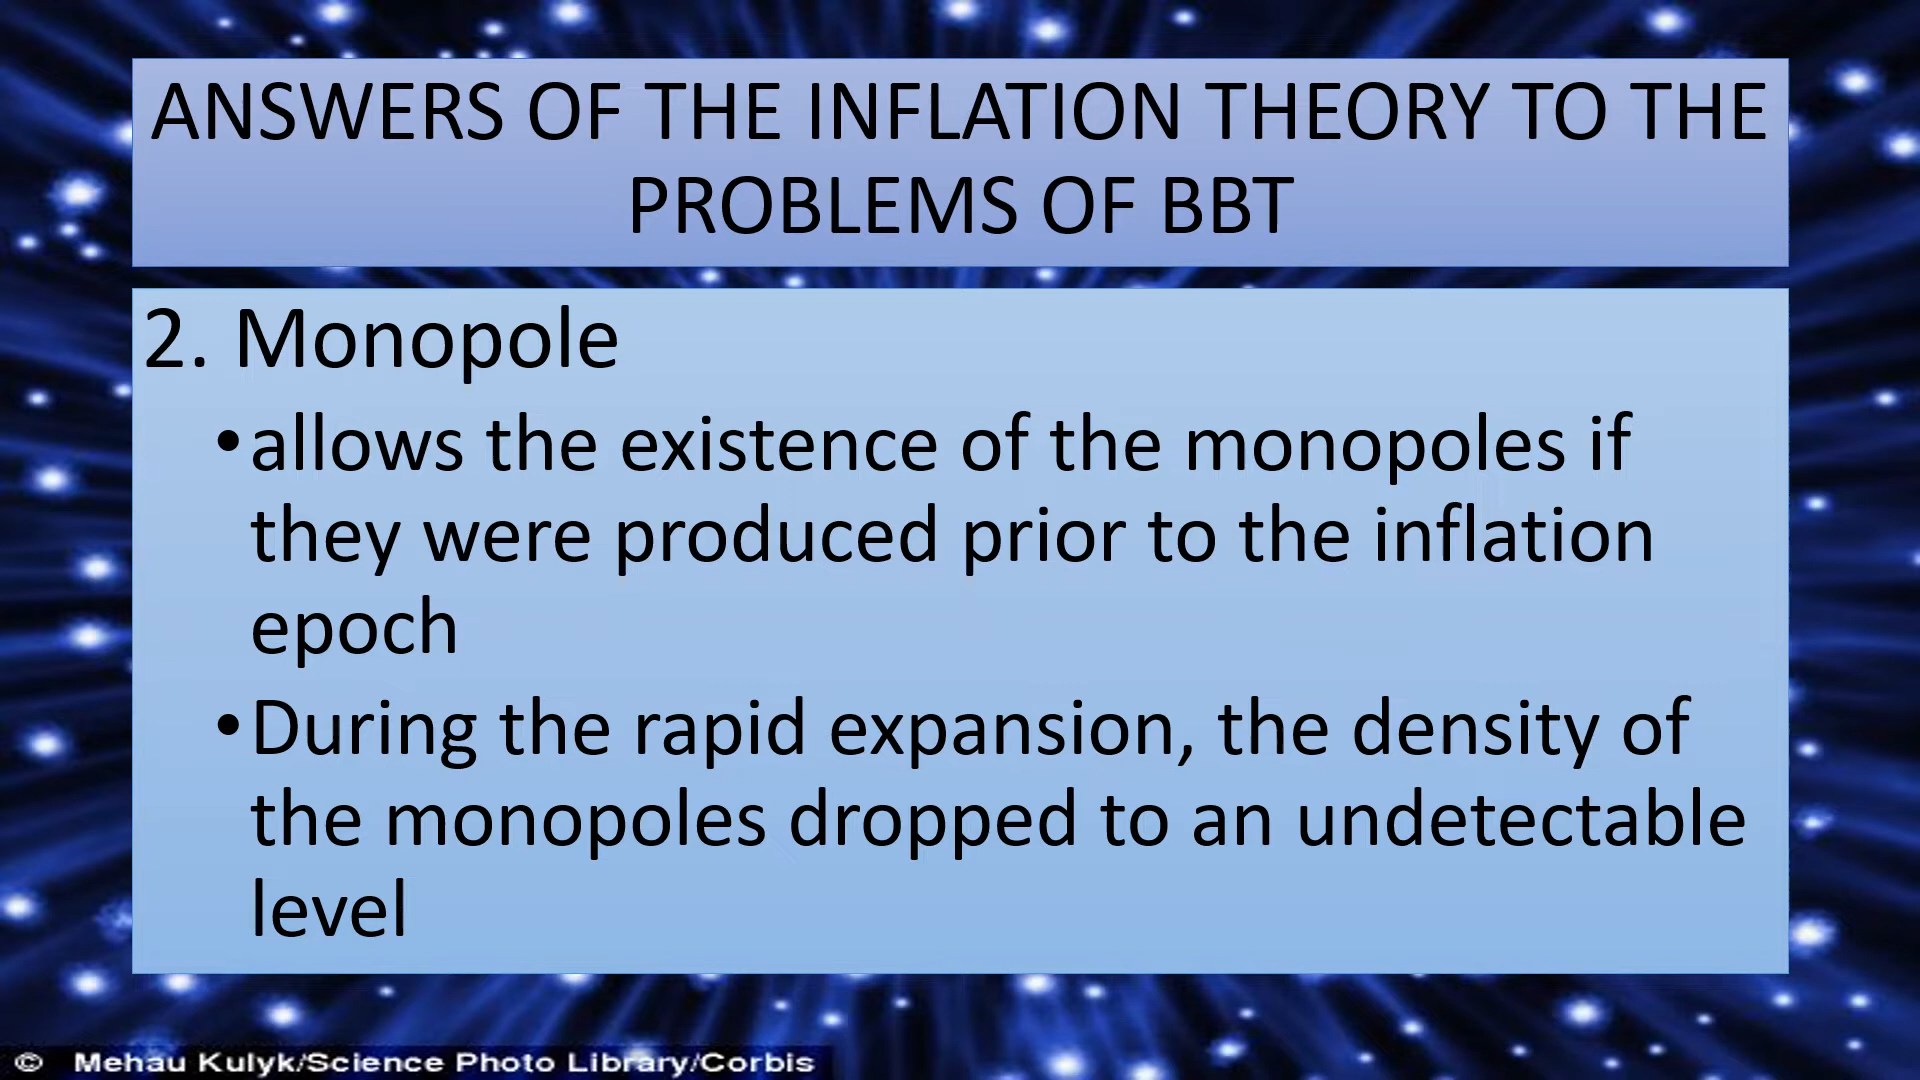 ANSWERS OF THE INFLATION THEORY TO THE
PROBLEMS OF BBT
2. Monopole
•allows the existence of the monopoles if
they were produced prior to the inflation
epoch
•During the rapid expansion, the density of
the monopoles dropped to an undetectable
level
© Mehau Kulyk/Science Photo Library/Corbis